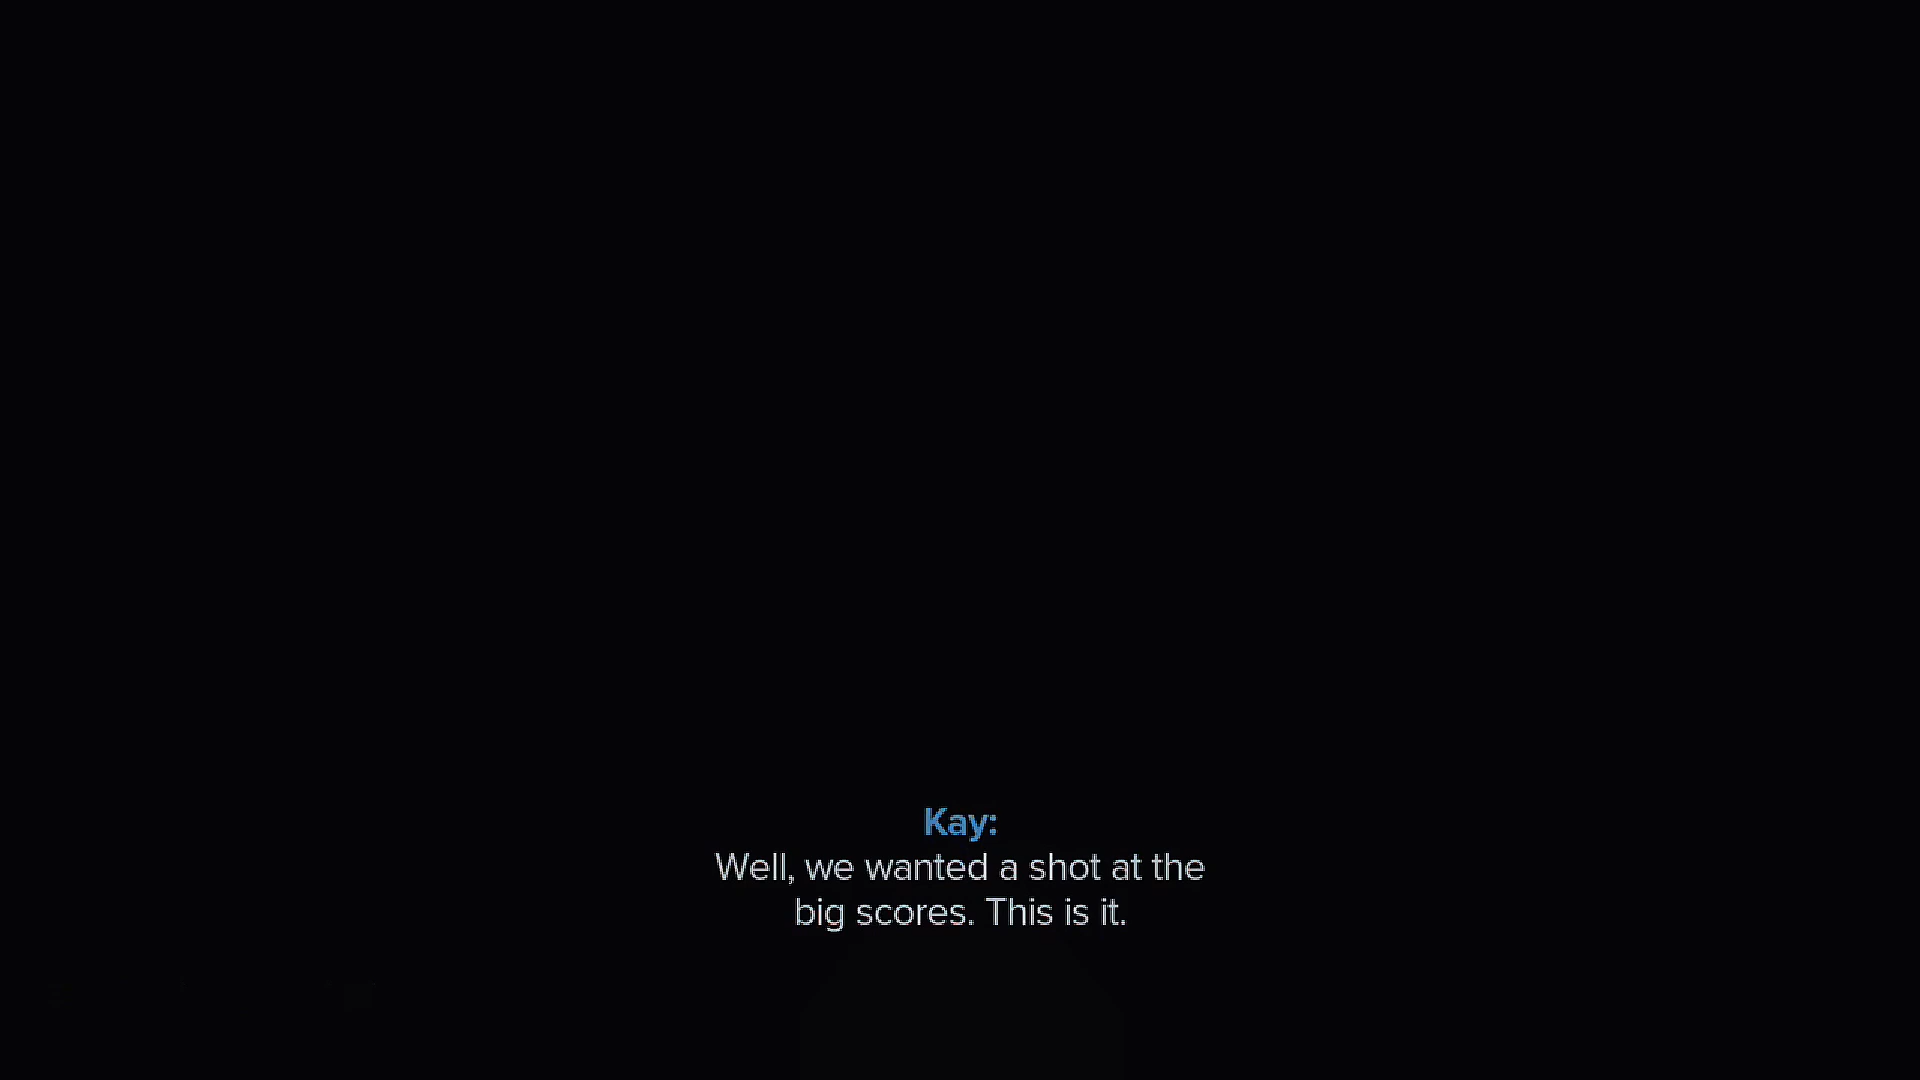 Kay:
Well, we wanted a shot at the
big scores. This is it.